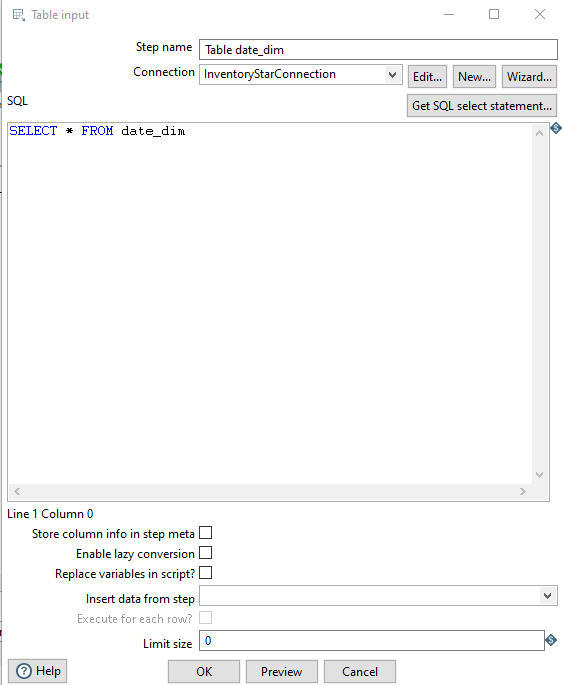 Table input
Step name Table date_dim
Connection InventoryStarConnection Edit... New... Wizard...
SQL Get SQL select statement...
SELECT * FROM date_dim
Line 1 Column 0
Store column info in step meta
Enable lazy conversion
Replace variables in script?
Insert data from step
Execute for each row?
Limit size 0
Help OK Preview Cancel